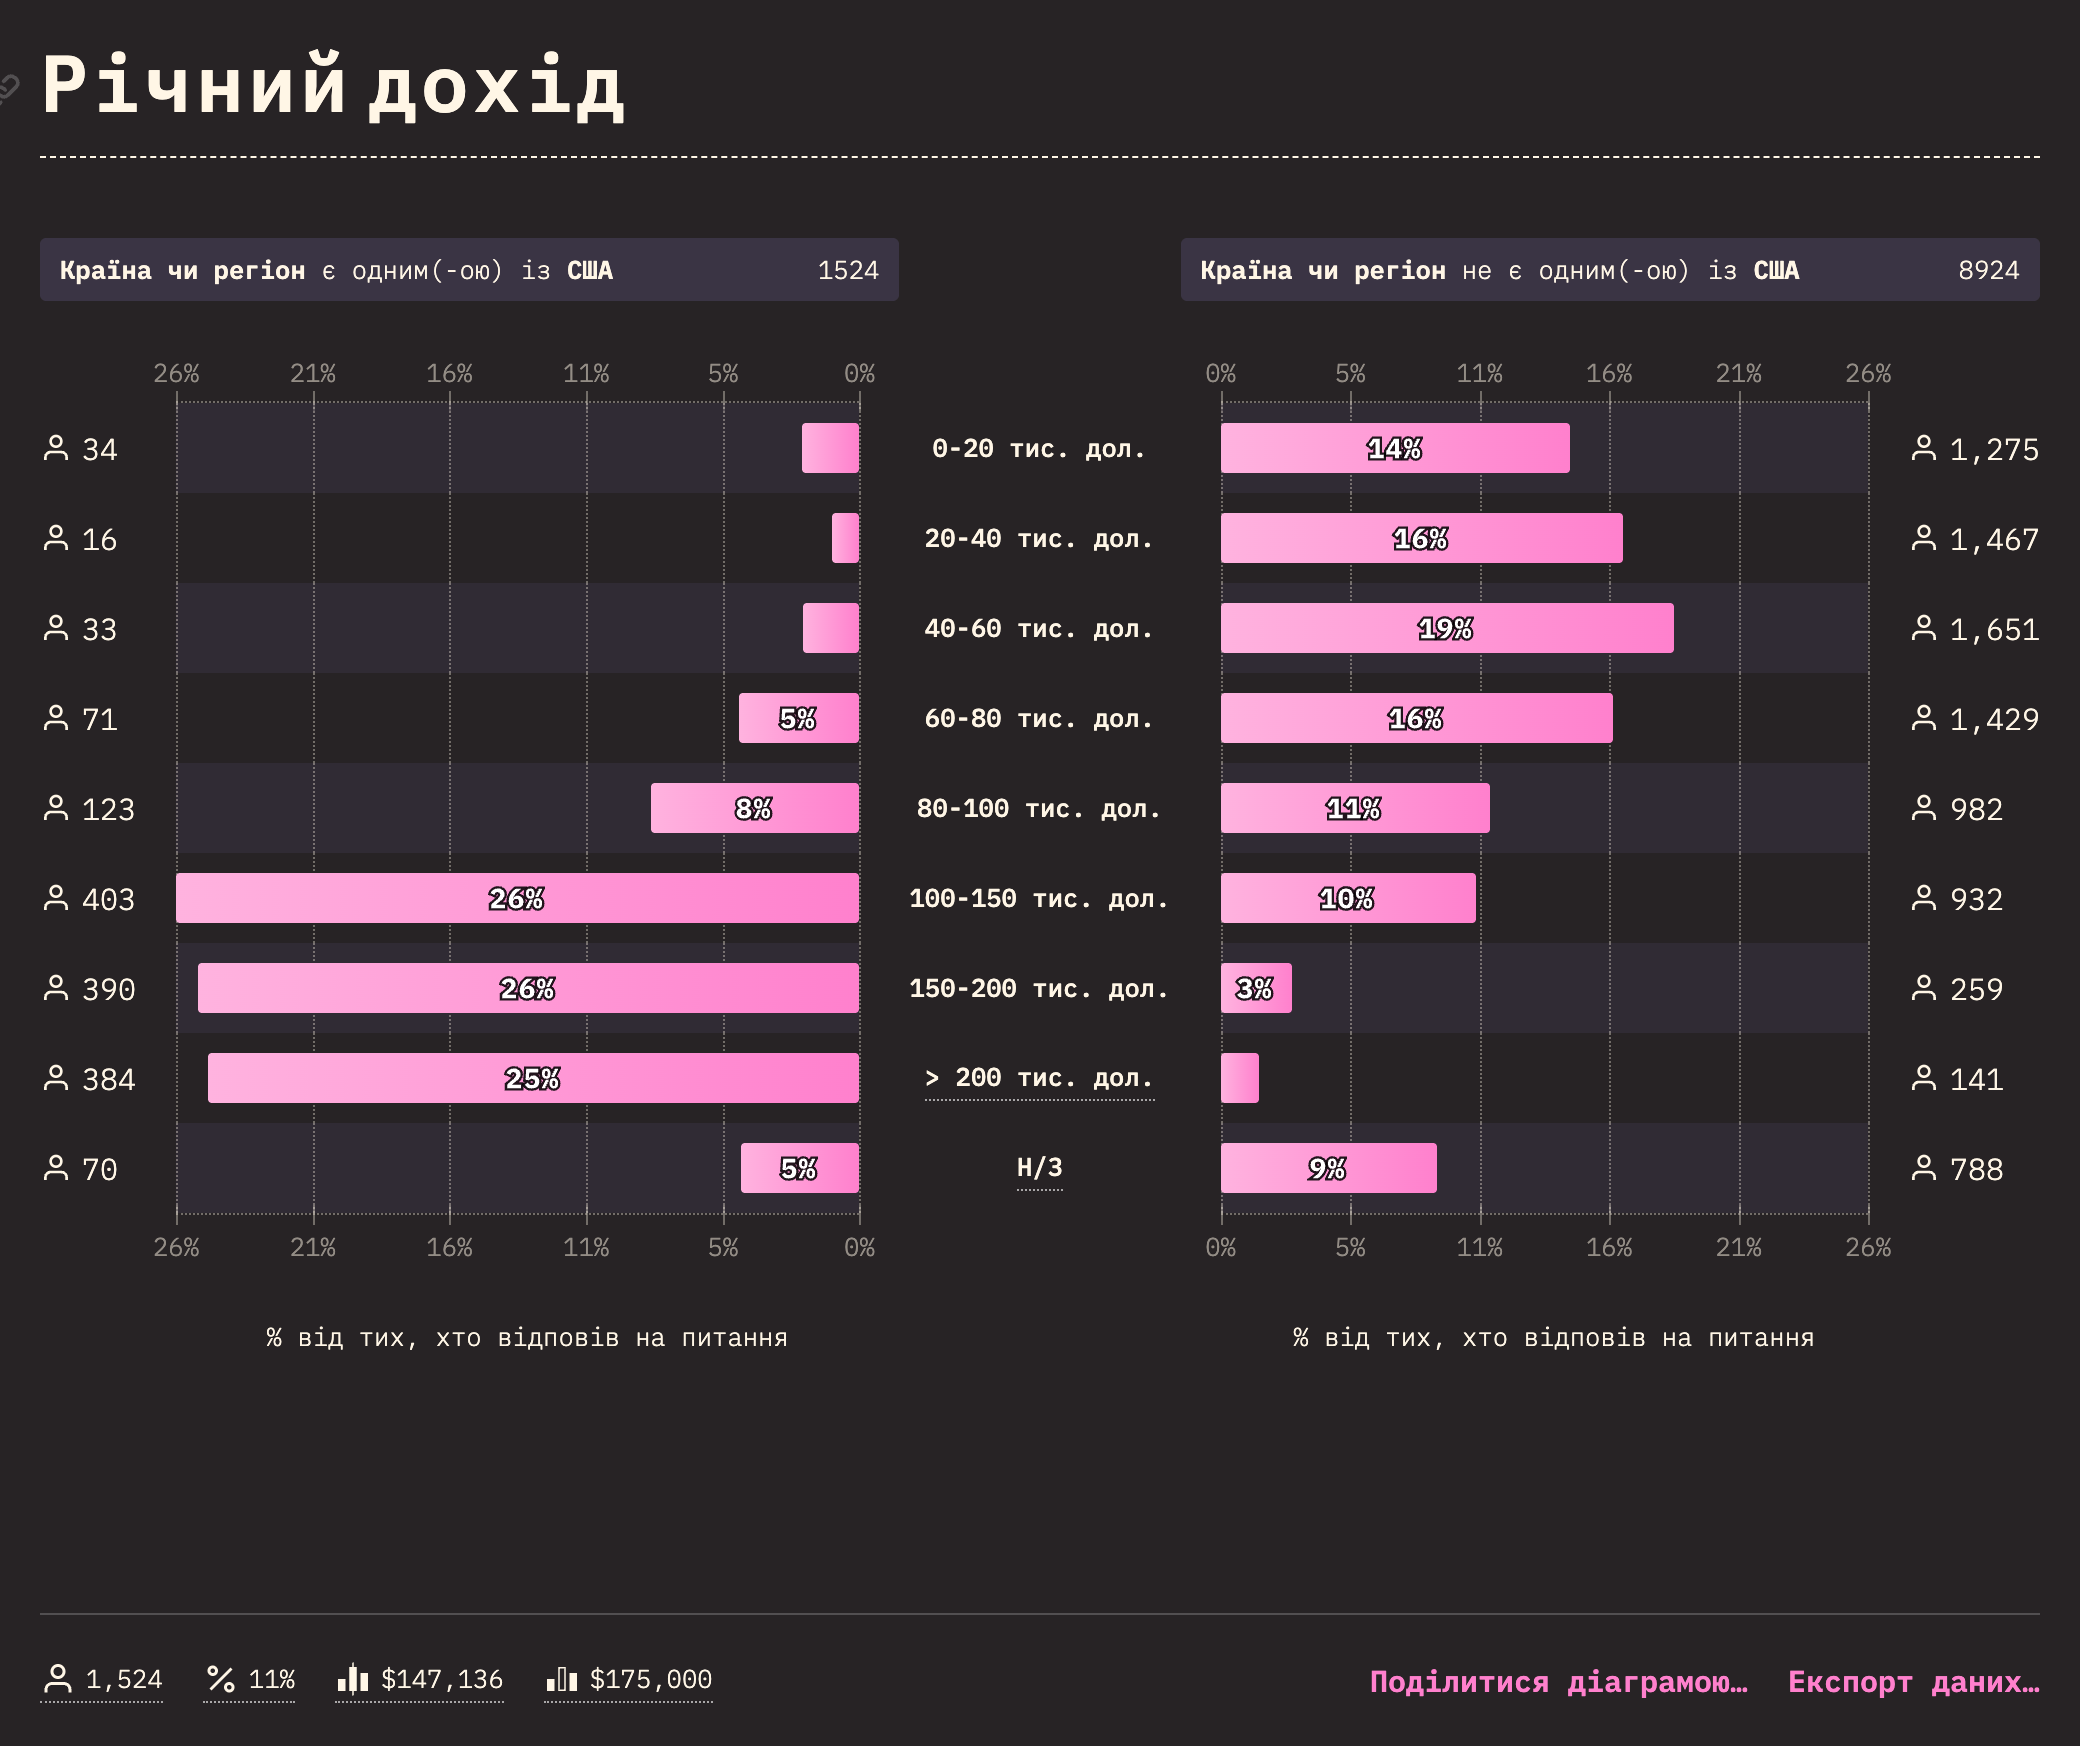 Річний дохід
Країна чи регіон є одним(-ою) із США 1524
Країна чи регіон не є одним(-ою) із США 8924
26% 21% 16% 11% 5% 0%
0% 5% 11% 16% 21% 26%
34 0-20 тис. дол. 14% 1,275
16 20-40 тис. дол. 16% 1,467
33 40-60 тис. дол. 19% 1,651
71 5% 60-80 тис. дол. 16% 1,429
123 8% 80-100 тис. дол. 11% 982
403 26% 100-150 тис. дол. 10% 932
390 26% 150-200 тис. дол. 3% 259
384 25% > 200 тис. дол. 141
70 5% Н/З 9% 788
26% 21% 16% 11% 5% 0%
0% 5% 11% 16% 21% 26%
% від тих, хто відповів на питання
% від тих, хто відповів на питання
1,524 11% $147,136 $175,000
Поділитися діаграмою… Експорт даних…